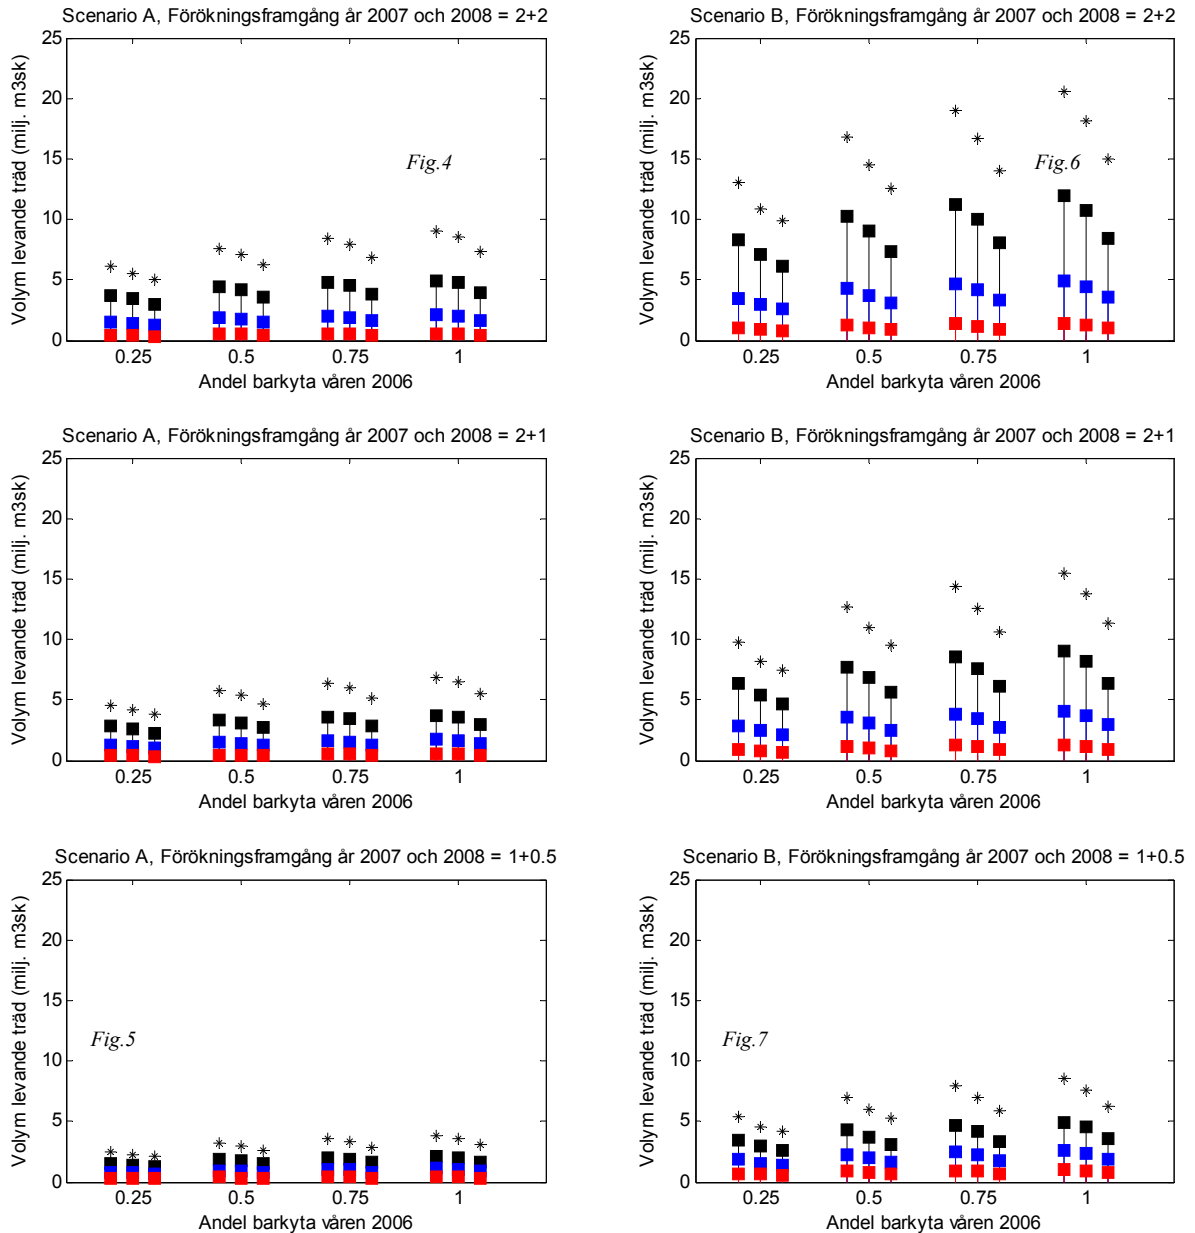 Scenario A, Förökningsframgång år 2007 och 2008 = 2+2
25
20
15
10
5
0
Volym levande träd (milj. m3sk)
Fig.4
0.25 0.5 0.75 1
Andel barkyta våren 2006
Scenario B, Förökningsframgång år 2007 och 2008 = 2+2
25
20
15
10
5
0
Volym levande träd (milj. m3sk)
Fig.6
0.25 0.5 0.75 1
Andel barkyta våren 2006
Scenario A, Förökningsframgång år 2007 och 2008 = 2+1
25
20
15
10
5
0
Volym levande träd (milj. m3sk)
0.25 0.5 0.75 1
Andel barkyta våren 2006
Scenario B, Förökningsframgång år 2007 och 2008 = 2+1
25
20
15
10
5
0
Volym levande träd (milj. m3sk)
0.25 0.5 0.75 1
Andel barkyta våren 2006
Scenario A, Förökningsframgång år 2007 och 2008 = 1+0.5
25
20
15
10
5
0
Volym levande träd (milj. m3sk)
Fig.5
0.25 0.5 0.75 1
Andel barkyta våren 2006
Scenario B, Förökningsframgång år 2007 och 2008 = 1+0.5
25
20
15
10
5
0
Volym levande träd (milj. m3sk)
Fig.7
0.25 0.5 0.75 1
Andel barkyta våren 2006